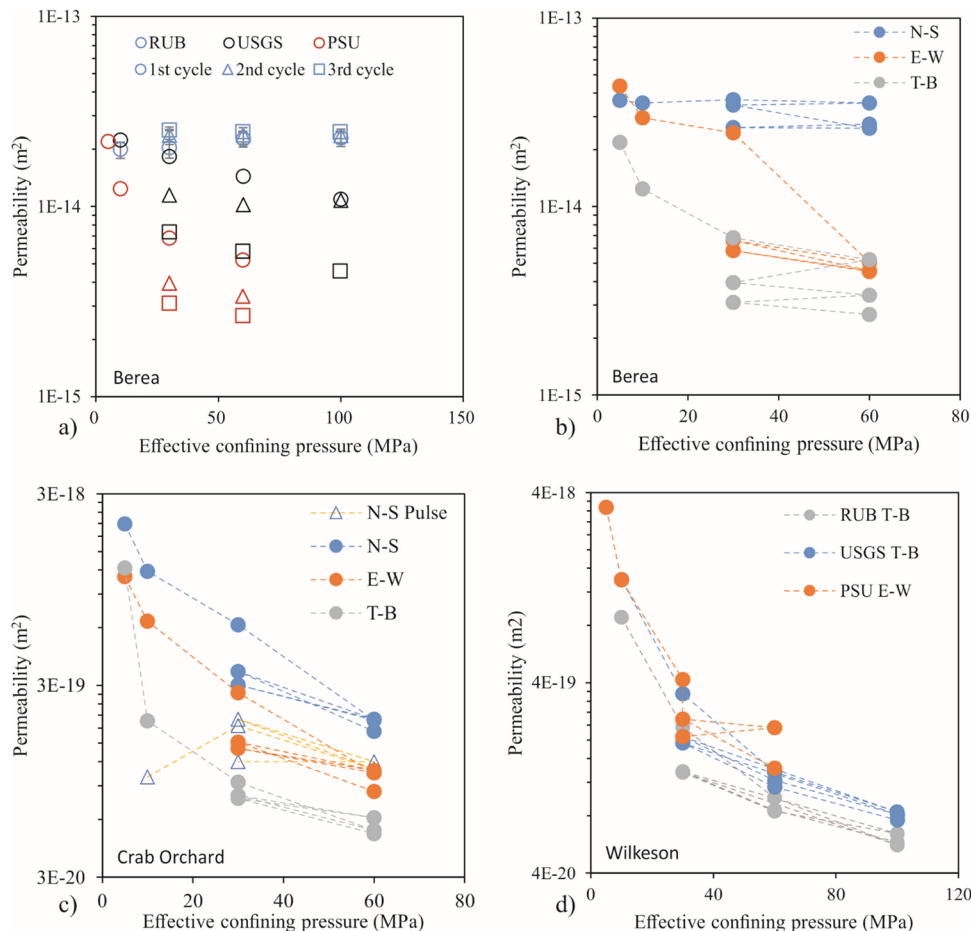 1E-13
RUB USGS PSU
1st cycle 2nd cycle 3rd cycle
1E-14
1E-15
Permeability (m²)
0 50 100 150
Effective confining pressure (MPa)
Berea
a)
1E-13
N-S
E-W
T-B
1E-14
1E-15
Permeability (m²)
0 20 40 60 80
Effective confining pressure (MPa)
Berea
b)
3E-18
N-S Pulse
N-S
E-W
T-B
3E-19
3E-20
Permeability (m²)
0 20 40 60 80
Effective confining pressure (MPa)
Crab Orchard
c)
4E-18
RUB T-B
USGS T-B
PSU E-W
4E-19
4E-20
Permeability (m2)
0 40 80 120
Effective confining pressure (MPa)
Wilkeson
d)